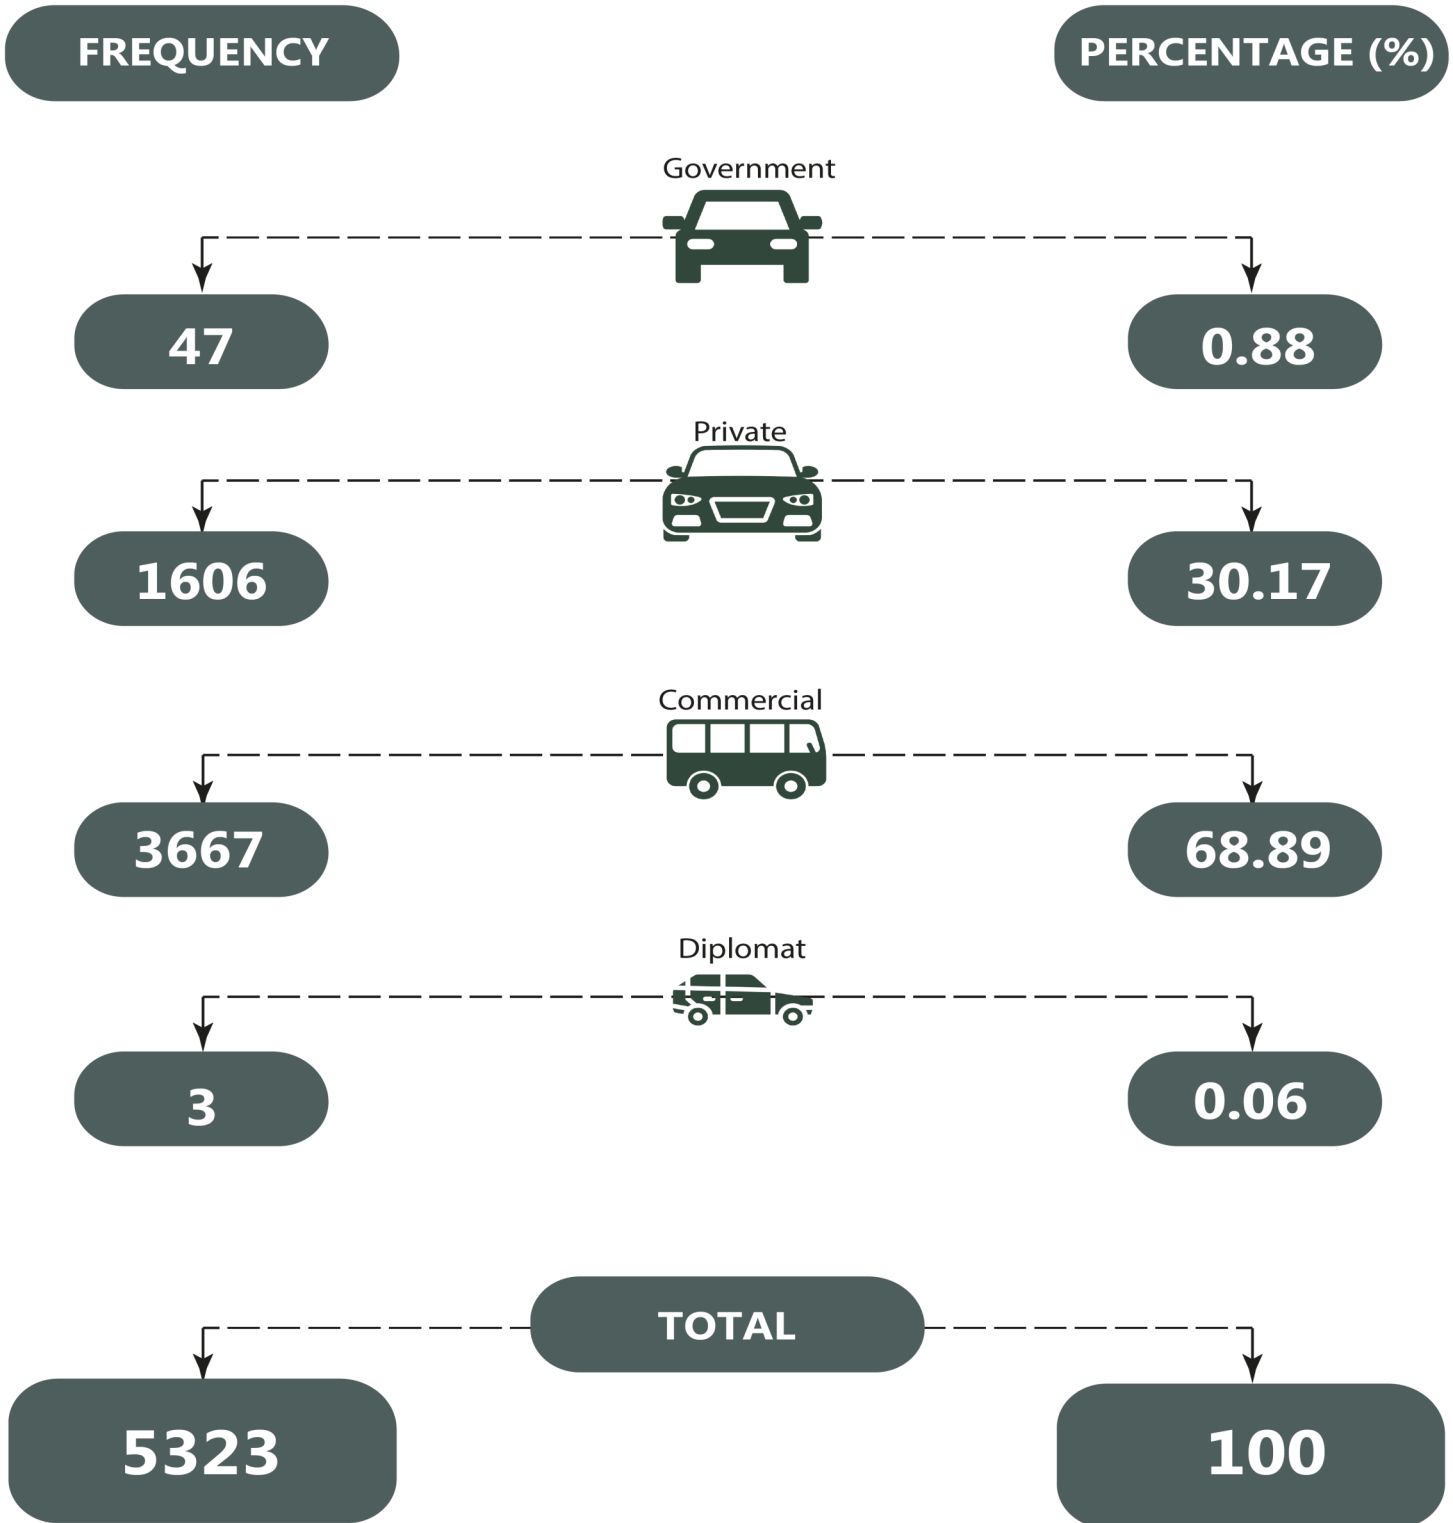 FREQUENCY
PERCENTAGE (%)
Government
47
0.88
Private
1606
30.17
Commercial
3667
68.89
Diplomat
3
0.06
TOTAL
5323
100